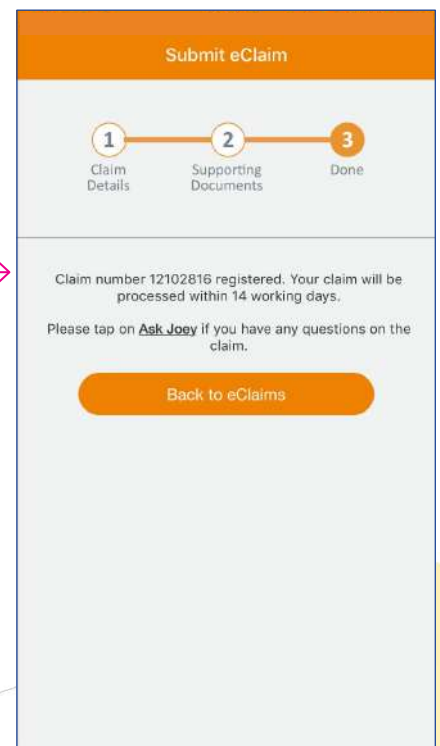 Submit eClaim
1
2
3
Claim
Details
Supporting
Documents
Done
Claim number 12102816 registered. Your claim will be
processed within 14 working days.
Please tap on Ask Joey if you have any questions on the
claim.
Back to eClaims